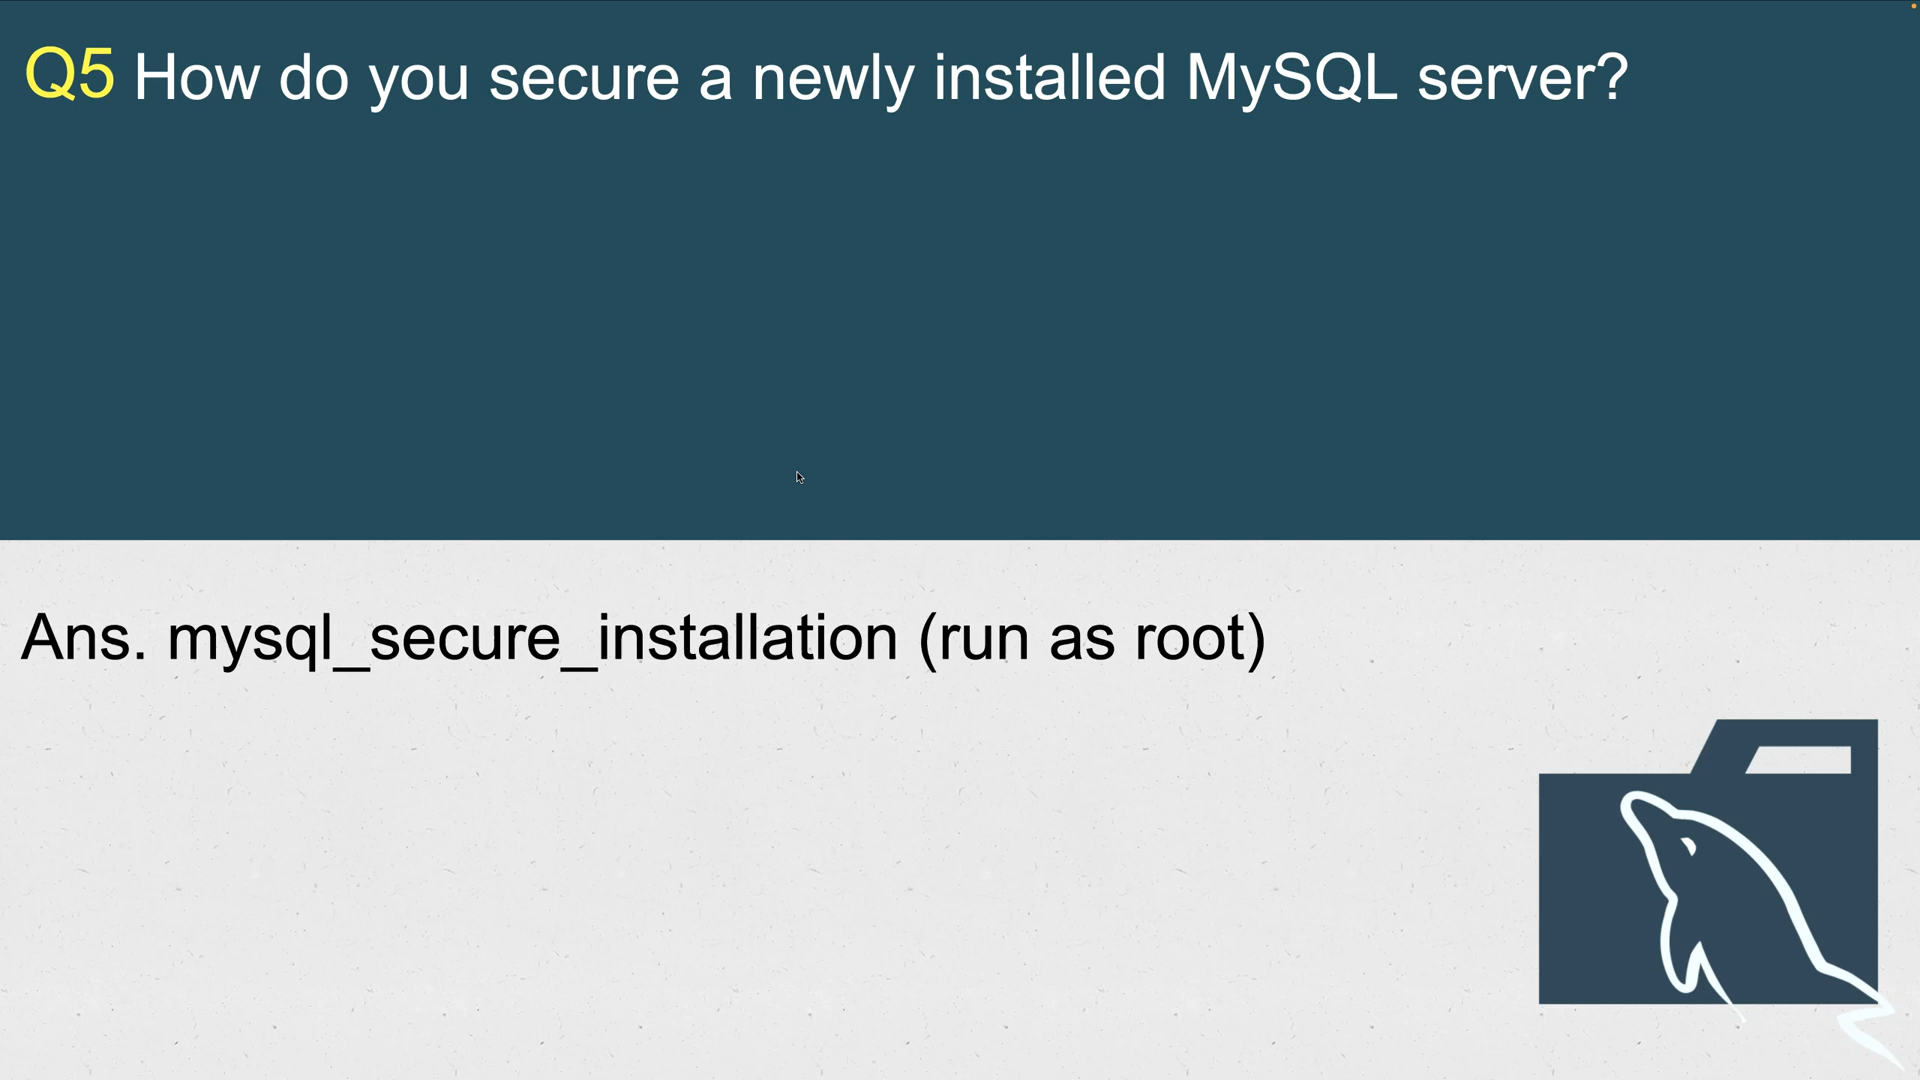 Q5 How do you secure a newly installed MySQL server?
Ans. mysql_secure_installation (run as root)